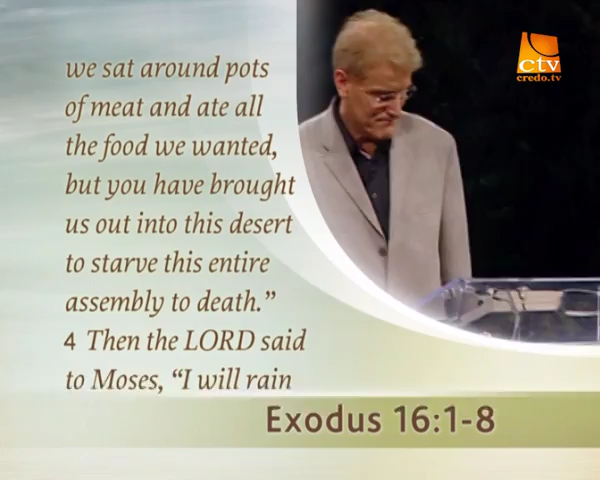 we sat around pots
of meat and ate all
the food we wanted,
but you have brought
us out into this desert
to starve this entire
assembly to death.”
4 Then the LORD said
to Moses, “I will rain
Exodus 16:1-8
ctv
credo.tv